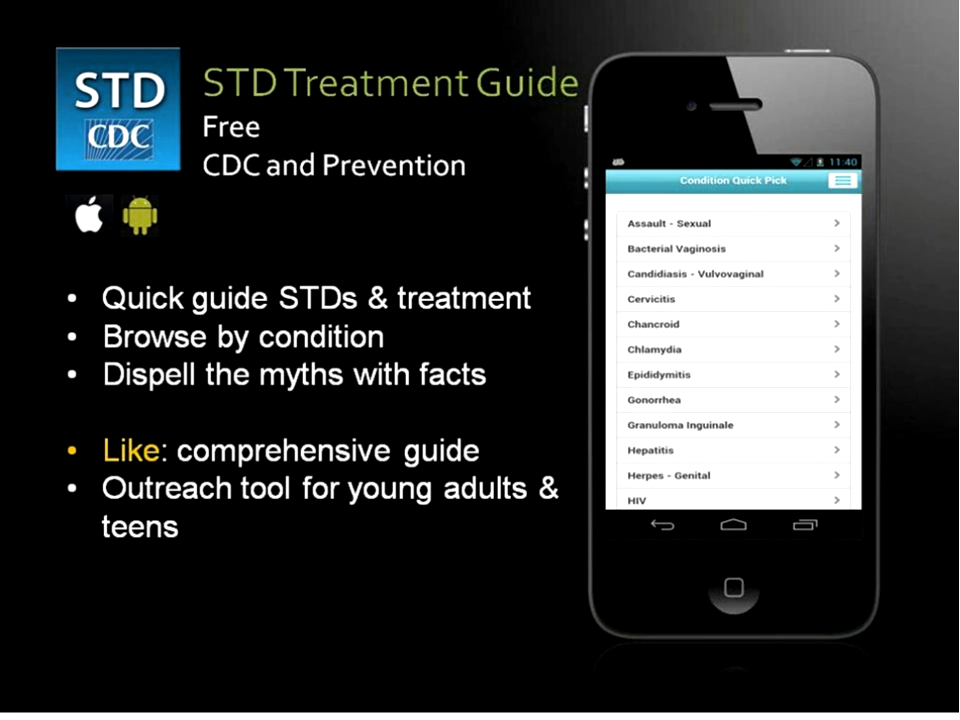 STD
CDC
STD Treatment Guide
Free
CDC and Prevention
• Quick guide STDs & treatment
• Browse by condition
• Dispell the myths with facts
• Like: comprehensive guide
• Outreach tool for young adults &
teens
11:40
Condition Quick Pick
Assault - Sexual
Bacterial Vaginosis
Candidiasis - Vulvovaginal
Cervicitis
Chancroid
Chlamydia
Epididymitis
Gonorrhea
Granuloma Inguinale
Hepatitis
Herpes - Genital
HIV